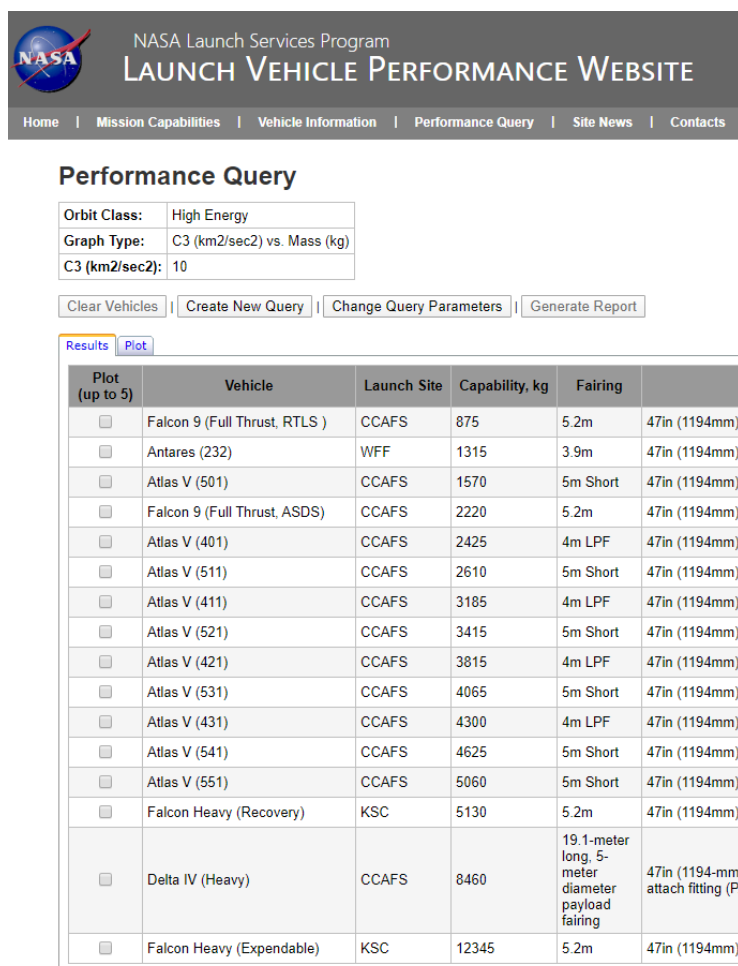 NASA
NASA Launch Services Program
LAUNCH VEHICLE PERFORMANCE WEBSITE
Home | Mission Capabilities | Vehicle Information | Performance Query | Site News | Contacts
Performance Query
Orbit Class: High Energy
Graph Type: C3 (km2/sec2) vs. Mass (kg)
C3 (km2/sec2): 10
Clear Vehicles | Create New Query | Change Query Parameters | Generate Report
Results Plot
Plot (up to 5) Vehicle Launch Site Capability, kg Fairing
Falcon 9 (Full Thrust, RTLS ) CCAFS 875 5.2m 47in (1194mm)
Antares (232) WFF 1315 3.9m 47in (1194mm)
Atlas V (501) CCAFS 1570 5m Short 47in (1194mm)
Falcon 9 (Full Thrust, ASDS) CCAFS 2220 5.2m 47in (1194mm)
Atlas V (401) CCAFS 2425 4m LPF 47in (1194mm)
Atlas V (511) CCAFS 2610 5m Short 47in (1194mm)
Atlas V (411) CCAFS 3185 4m LPF 47in (1194mm)
Atlas V (521) CCAFS 3415 5m Short 47in (1194mm)
Atlas V (421) CCAFS 3815 4m LPF 47in (1194mm)
Atlas V (531) CCAFS 4065 5m Short 47in (1194mm)
Atlas V (431) CCAFS 4300 4m LPF 47in (1194mm)
Atlas V (541) CCAFS 4625 5m Short 47in (1194mm)
Atlas V (551) CCAFS 5060 5m Short 47in (1194mm)
Falcon Heavy (Recovery) KSC 5130 5.2m 47in (1194mm)
Delta IV (Heavy) CCAFS 8460 19.1-meter long, 5-meter diameter payload fairing 47in (1194-mm attach fitting (P
Falcon Heavy (Expendable) KSC 12345 5.2m 47in (1194mm)